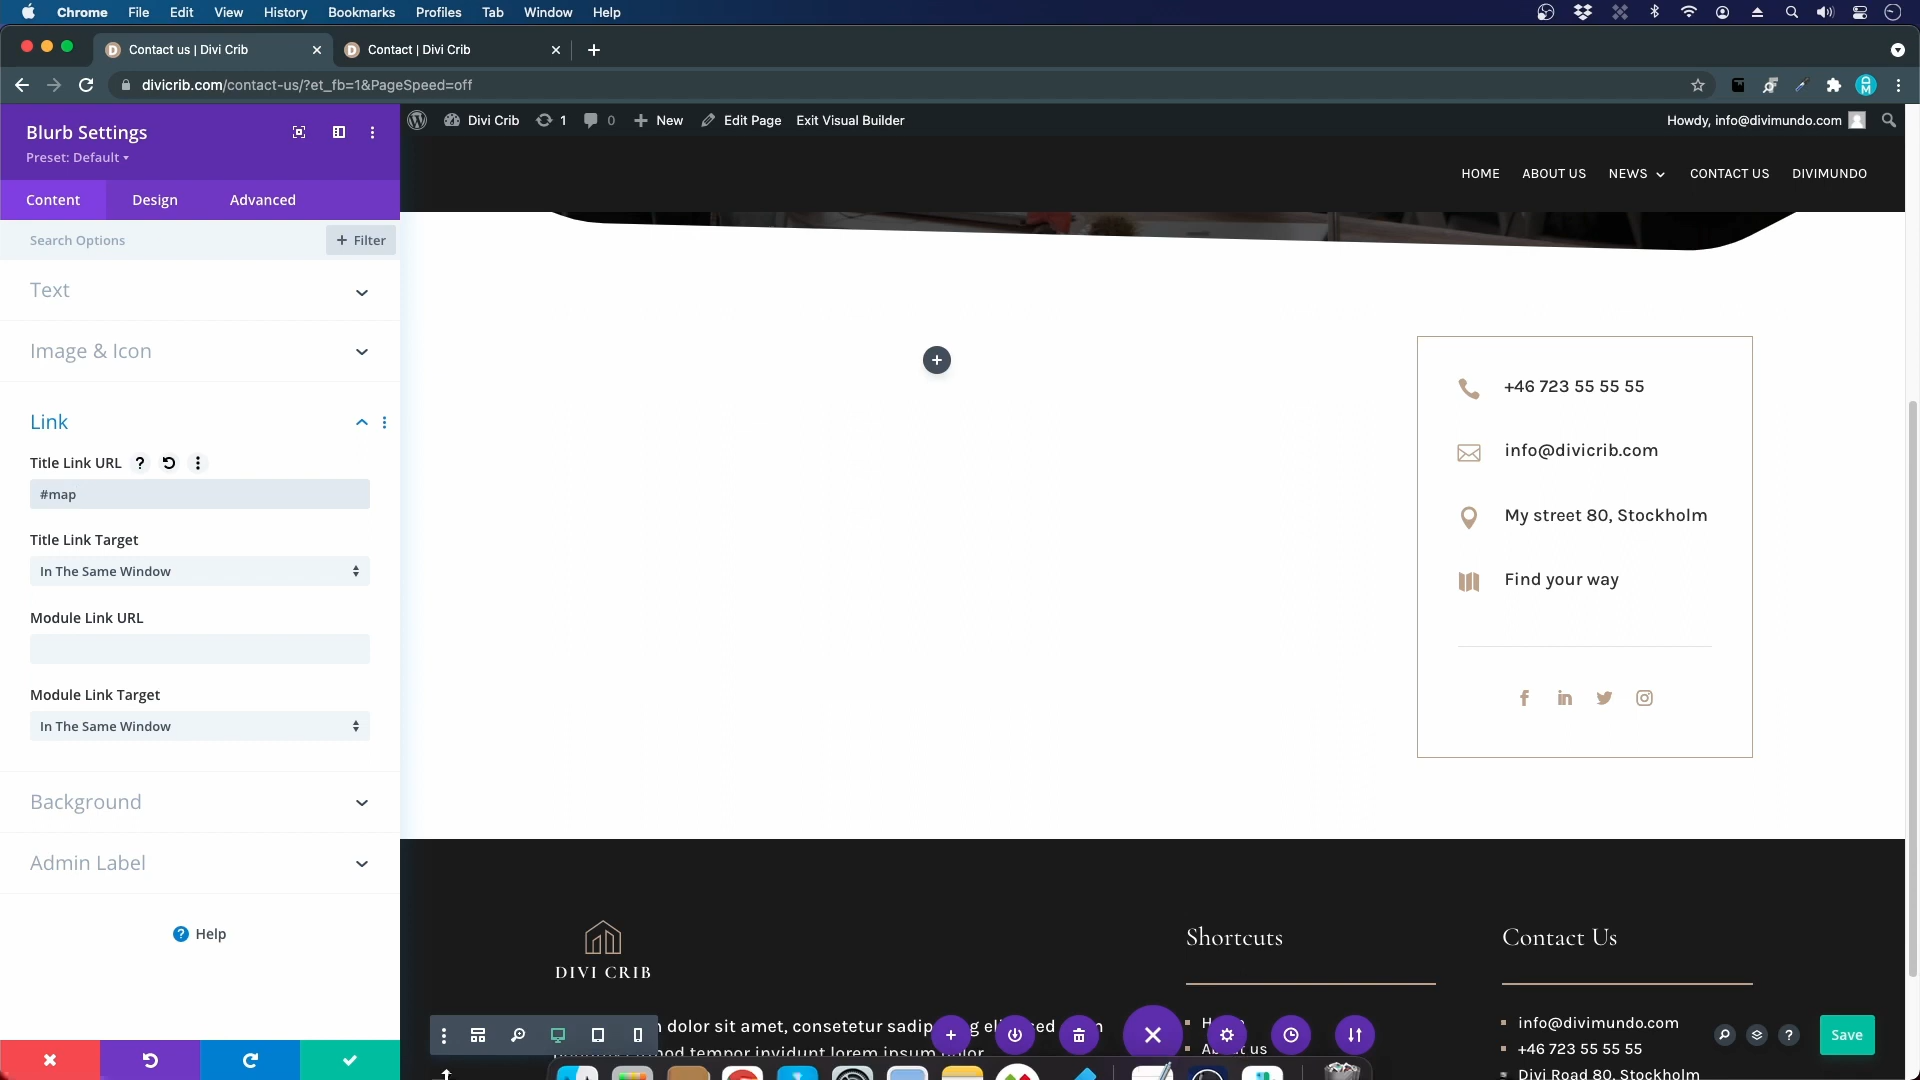 Chrome File Edit View History Bookmarks Profiles Tab Window Help
Contact us | Divi Crib
Contact | Divi Crib
divicrib.com/contact-us/?et_fb=1&PageSpeed=off
Blurb Settings
Preset: Default
Content Design Advanced
Search Options
+ Filter
Text
Image & Icon
Link
Title Link URL ?
#map
Title Link Target
In The Same Window
Module Link URL
Module Link Target
In The Same Window
Background
Admin Label
? Help
Divi Crib 1 0 New Edit Page Exit Visual Builder
Howdy, info@divimundo.com
HOME ABOUT US NEWS CONTACT US DIVIMUNDO
+46 723 55 55 55
info@divicrib.com
My street 80, Stockholm
Find your way
DIVI CRIB
Shortcuts
Contact Us
dolor sit amet, consetetur
info@divimundo.com
+46 723 55 55 55
tempor invidunt lorem ipsum dolor
Divi Road 80, Stockholm
Save